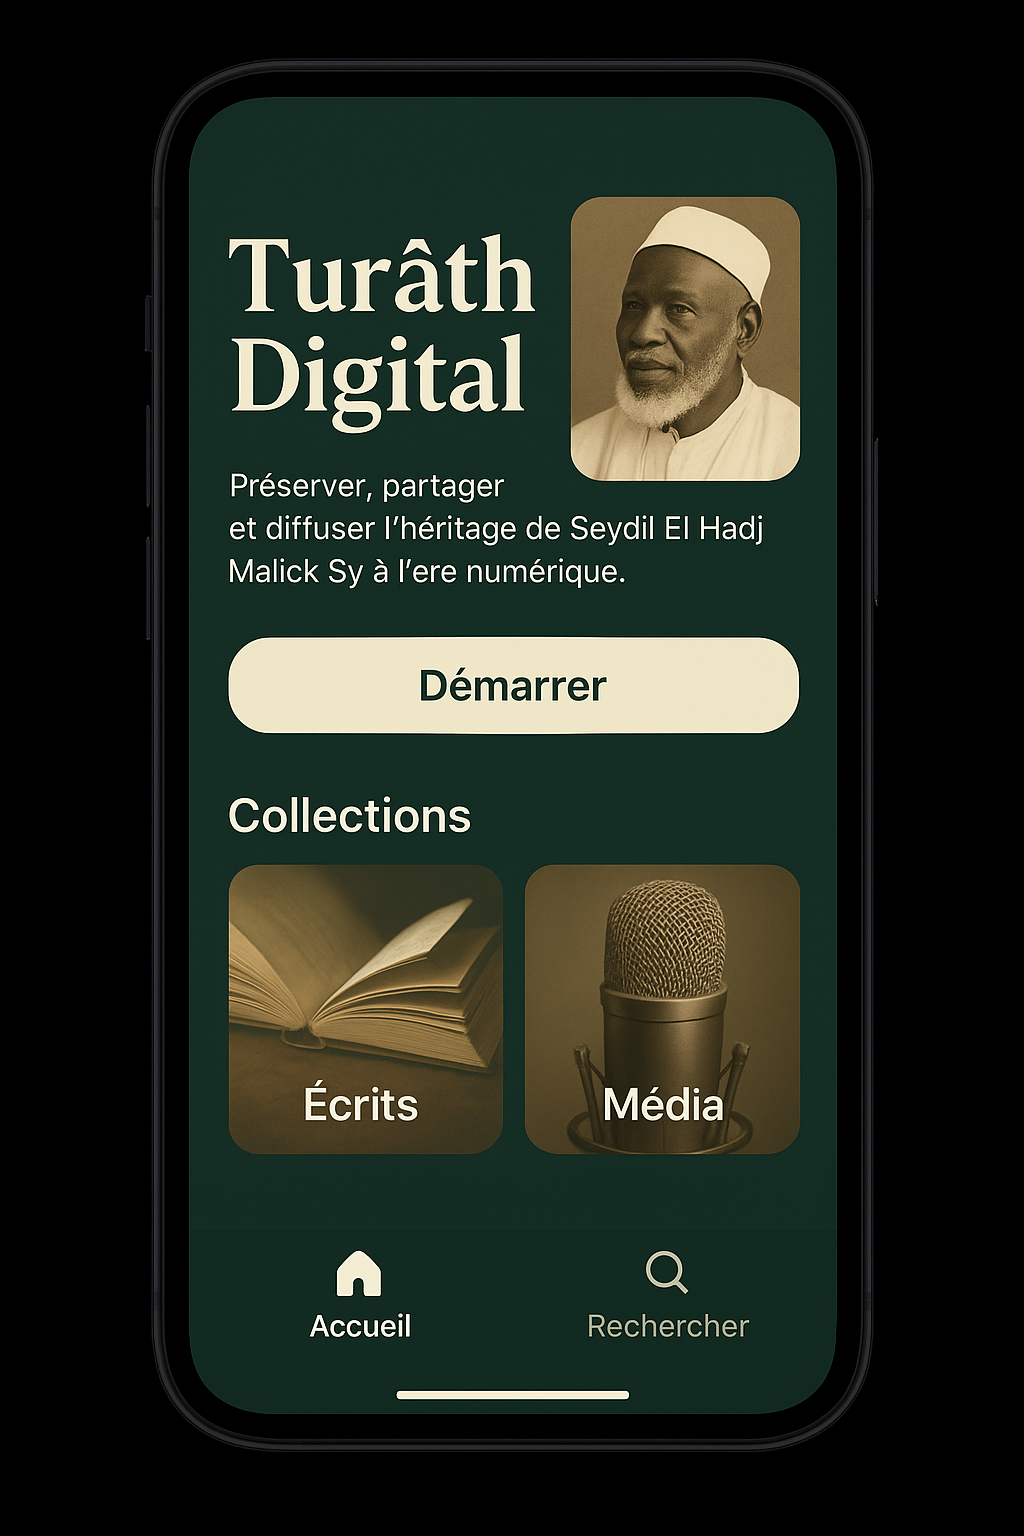 Turâth
Digital
Préserver, partager
et diffuser l’héritage de Seydil El Hadj
Malick Sy à l’ere numérique.
Démarrer
Collections
Écrits
Média
Accueil
Rechercher